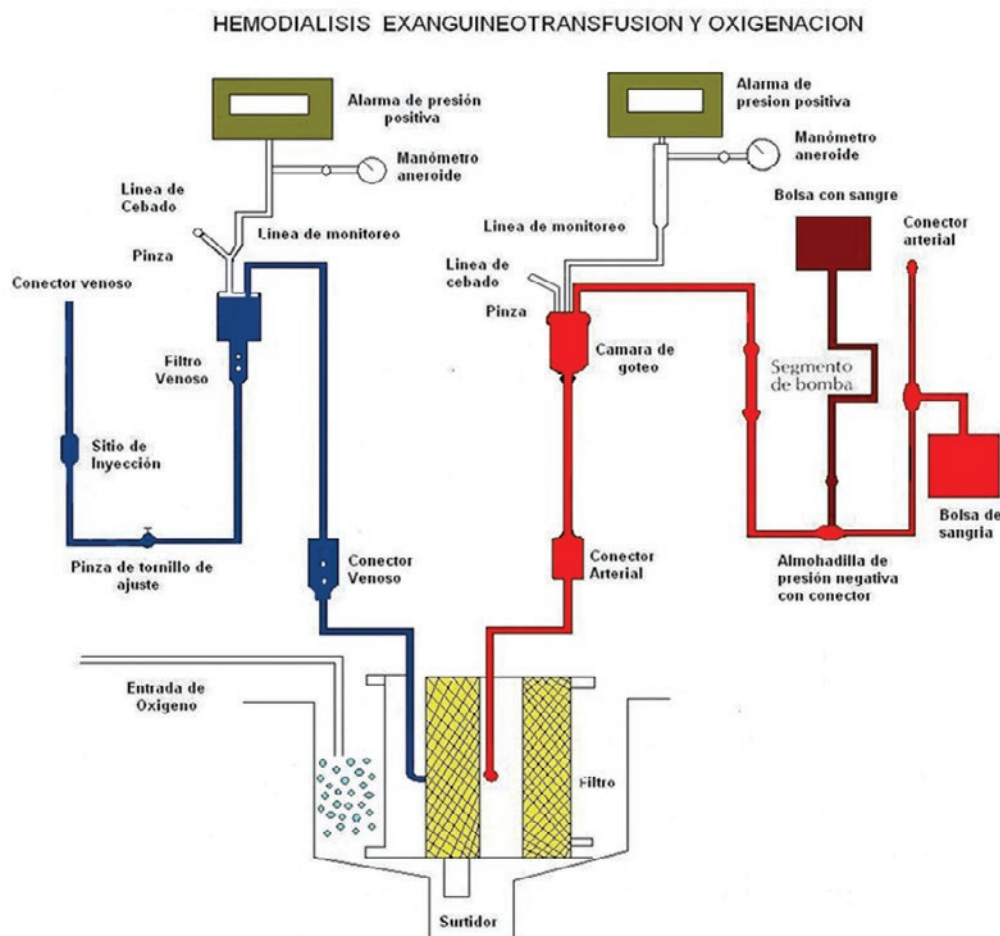 HEMODIALISIS EXANGUINEOTRANSFUSION Y OXIGENACION
Alarma de presión
positiva
Alarma de
presion positiva
Manómetro
aneroide
Manómetro
aneroide
Linea de
Cebado
Bolsa con sangre
Conector
arterial
Linea de monitoreo
Linea de monitoreo
Pinza
Linea de
cebado
Conector venoso
Pinza
Filtro
Venoso
Camara de
goteo
Segmento
de bomba
Sitio de
Inyección
Bolsa de
sangria
Pinza de tornillo de
ajuste
Conector
Venoso
Conector
Arterial
Almohadilla de
presión negativa
con conector
Entrada de
Oxigeno
Filtro
Surtidor